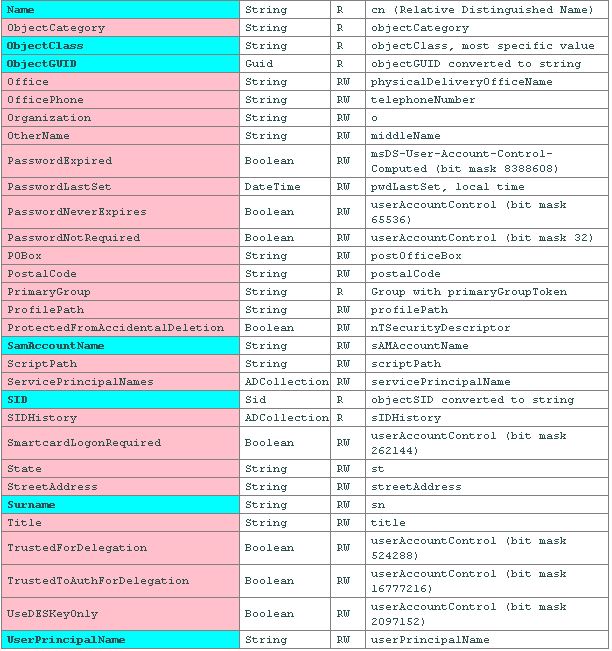 Name String R cn (Relative Distinguished Name)
ObjectCategory String R objectCategory
ObjectClass String R objectClass, most specific value
ObjectGUID Guid R objectGUID converted to string
Office String RW physicalDeliveryOfficeName
OfficePhone String RW telephoneNumber
Organization String RW o
OtherName String RW middleName
PasswordExpired Boolean RW msDS-User-Account-Control-
Computed (bit mask 8388608)
PasswordLastSet DateTime RW pwdLastSet, local time
PasswordNeverExpires Boolean RW userAccountControl (bit mask
65536)
PasswordNotRequired Boolean RW userAccountControl (bit mask 32)
POBox String RW postOfficeBox
PostalCode String RW postalCode
PrimaryGroup String R Group with primaryGroupToken
ProfilePath String RW profilePath
ProtectedFromAccidentalDeletion Boolean RW nTSecurityDescriptor
SamAccountName String RW sAMAccountName
ScriptPath String RW scriptPath
ServicePrincipalNames ADCollection RW servicePrincipalName
SID Sid R objectSID converted to string
SIDHistory ADCollection R sIDHistory
SmartcardLogonRequired Boolean RW userAccountControl (bit mask
262144)
State String RW st
StreetAddress String RW streetAddress
Surname String RW sn
Title String RW title
TrustedForDelegation Boolean RW userAccountControl (bit mask
524288)
TrustedToAuthForDelegation Boolean RW userAccountControl (bit mask
16777216)
UseDESKeyOnly Boolean RW userAccountControl (bit mask
2097152)
UserPrincipalName String RW userPrincipalName